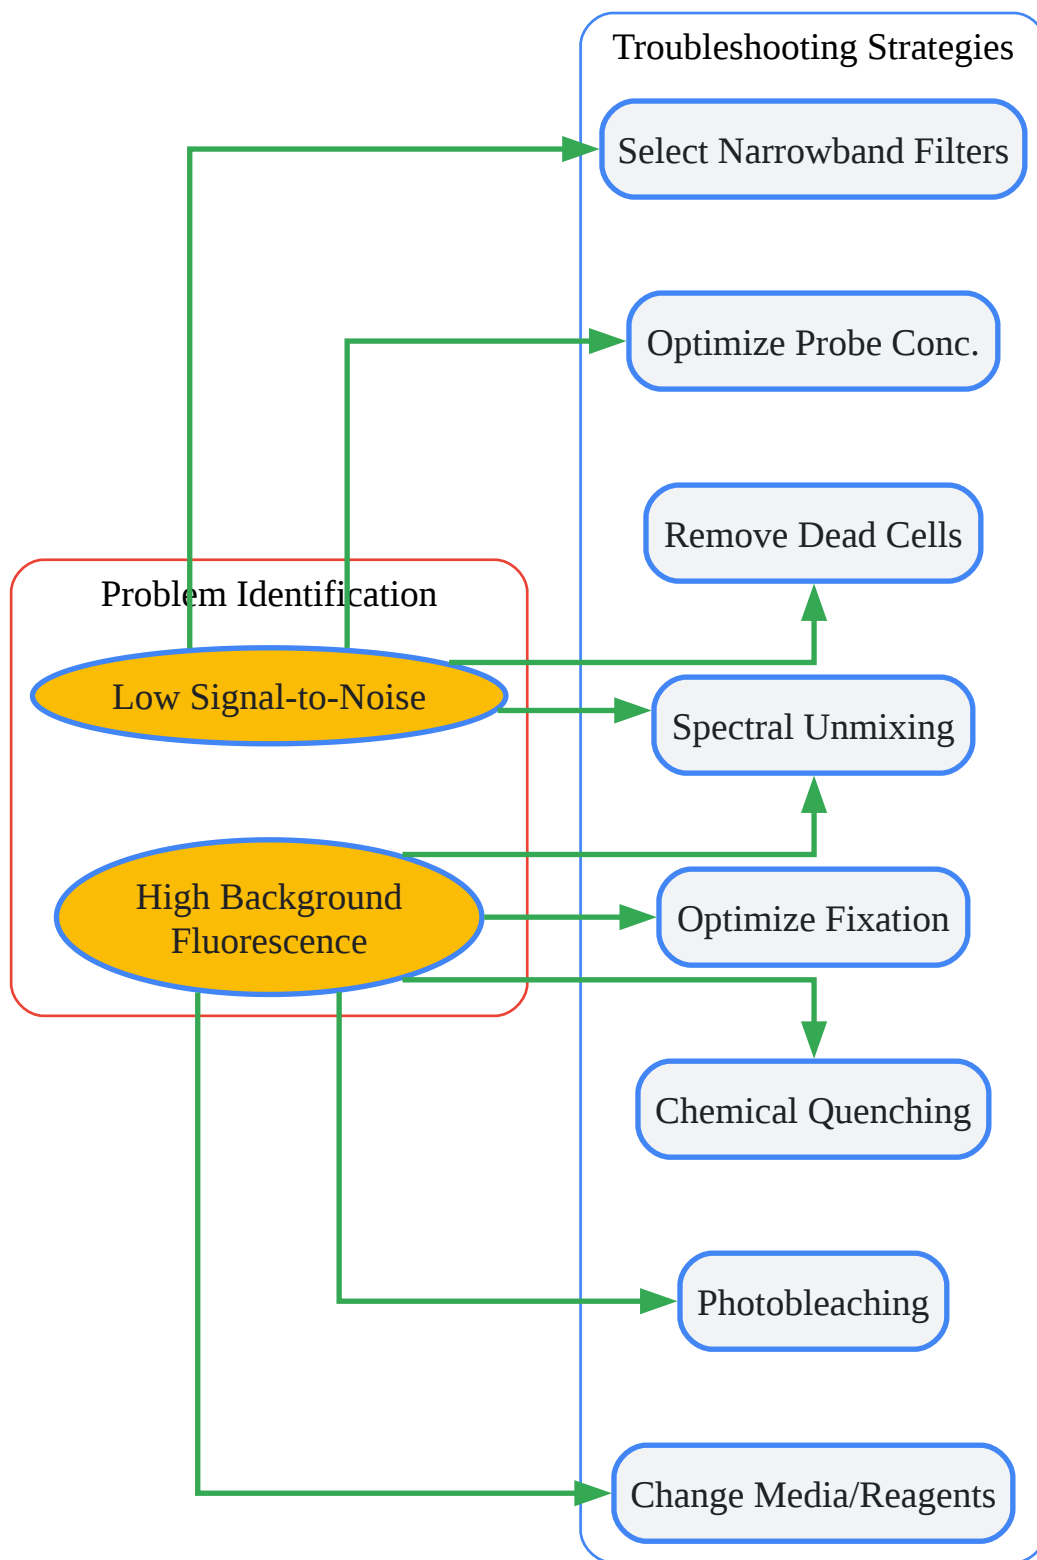 Troubleshooting Strategies
Select Narrowband Filters
Optimize Probe Conc.
Remove Dead Cells
Problem Identification
Low Signal-to-Noise
Spectral Unmixing
High Background
Fluorescence
Optimize Fixation
Chemical Quenching
Photobleaching
Change Media/Reagents